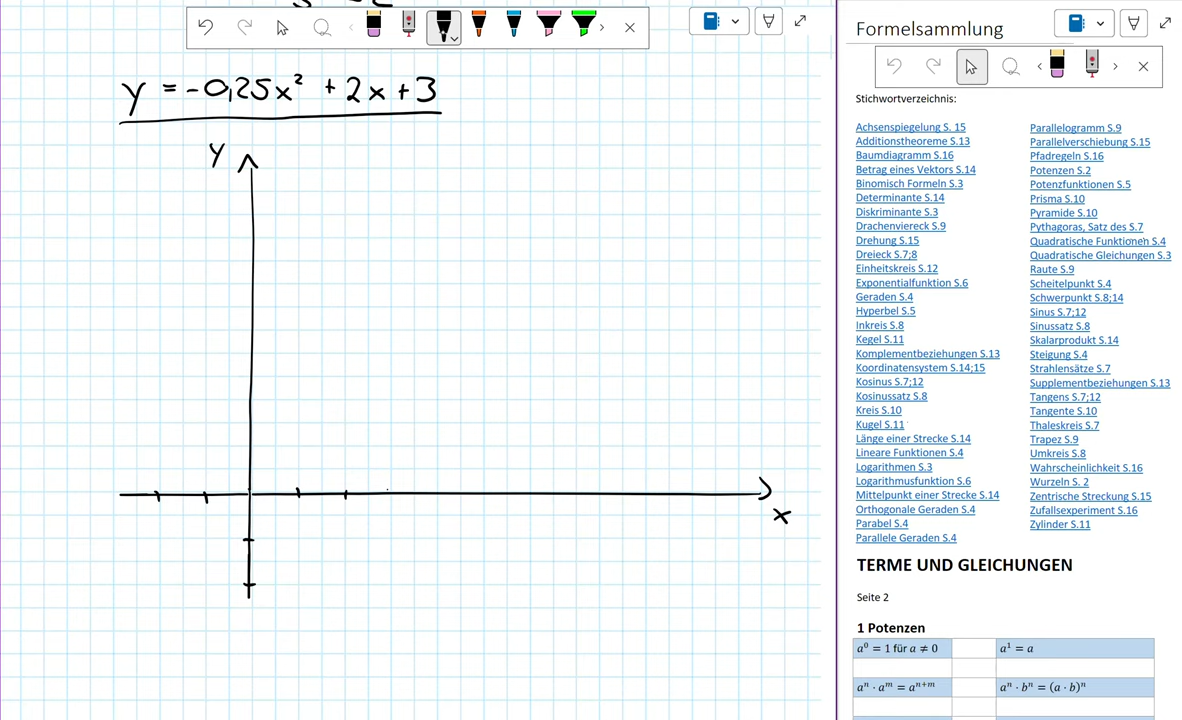 y = -0,25x² + 2x + 3
y
x
Formelsammlung
Stichwortverzeichnis:
Achsenspiegelung S. 15
Additionstheoreme S.13
Baumdiagramm S.16
Betrag eines Vektors S.14
Binomisch Formeln S.3
Determinante S.14
Diskriminante S.3
Drachenviereck S.9
Drehung S.15
Dreieck S.7;8
Einheitskreis S.12
Exponentialfunktion S.6
Geraden S.4
Hyperbel S.5
Inkreis S.8
Kegel S.11
Komplementbeziehungen S.13
Koordinatensystem S.14;15
Kosinus S.7;12
Kosinussatz S.8
Kreis S.10
Kugel S.11
Länge einer Strecke S.14
Lineare Funktionen S.4
Logarithmen S.3
Logarithmusfunktion S.6
Mittelpunkt einer Strecke S.14
Orthogonale Geraden S.4
Parabel S.4
Parallele Geraden S.4
Parallelogramm S.9
Parallelverschiebung S.15
Pfadregeln S.16
Potenzen S.2
Potenzfunktionen S.5
Prisma S.10
Pyramide S.10
Pythagoras, Satz des S.7
Quadratische Funktionen S.4
Quadratische Gleichungen S.3
Raute S.9
Scheitelpunkt S.4
Schwerpunkt S.8;14
Sinus S.7;12
Sinussatz S.8
Skalarprodukt S.14
Steigung S.4
Strahlensätze S.7
Supplementbeziehungen S.13
Tangens S.7;12
Tangente S.10
Thaleskreis S.7
Trapez S.9
Umkreis S.8
Wahrscheinlichkeit S.16
Wurzeln S. 2
Zentrische Streckung S.15
Zufallsexperiment S.16
Zylinder S.11
TERME UND GLEICHUNGEN
Seite 2
1 Potenzen
a⁰ = 1 für a ≠ 0
a¹ = a
aⁿ · aᵐ = aⁿ⁺ᵐ
aⁿ · bⁿ = (a · b)ⁿ